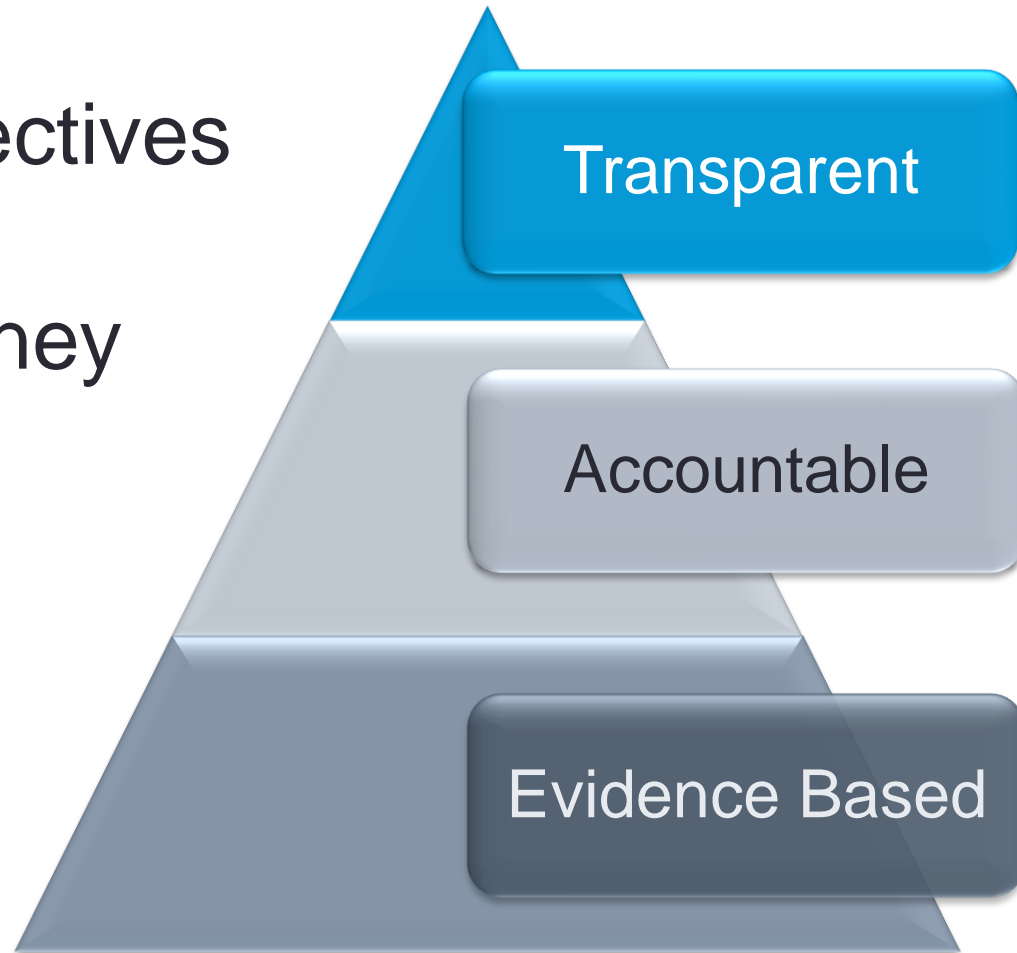 ectives
Transparent
ney
Accountable
Evidence Based